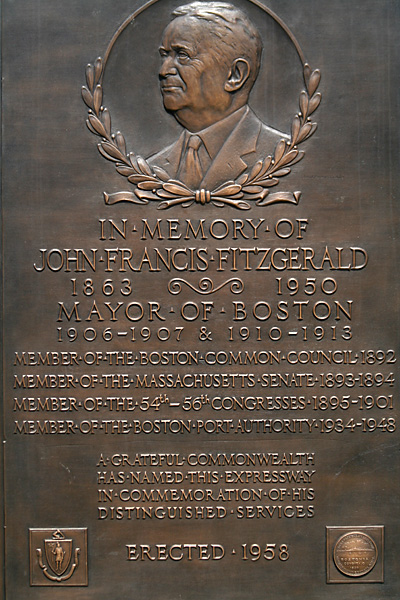 IN·MEMORY·OF
JOHN·FRANCIS·FITZGERALD
1863 1950
MAYOR·OF·BOSTON
1906-1907 & 1910-1913
MEMBER·OF·THE·BOSTON·COMMON·COUNCIL·1892
MEMBER·OF·THE·MASSACHUSETTS·SENATE·1893-1894
MEMBER·OF·THE·54th-56th CONGRESSES·1895-1901
MEMBER·OF·THE·BOSTON·PORT·AUTHORITY·1934-1948
A·GRATEFUL·COMMONWEALTH
HAS·NAMED·THIS·EXPRESSWAY
IN·COMMEMORATION·OF·HIS
DISTINGUISHED·SERVICES
ERECTED·1958